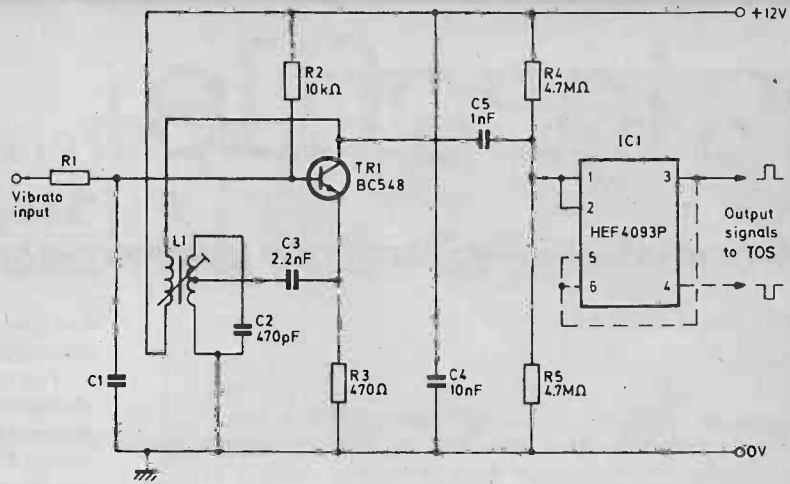 +12V
R2
10kΩ
R4
4.7MΩ
C5
1nF
IC1
R1
TR1
BC548
Vibrato
input
1
3
2
HEF4093P
Output
signals
to TOS
L1
C3
2.2nF
5
6
4
C2
470pF
C1
R3
470Ω
C4
10nF
R5
4.7MΩ
0V